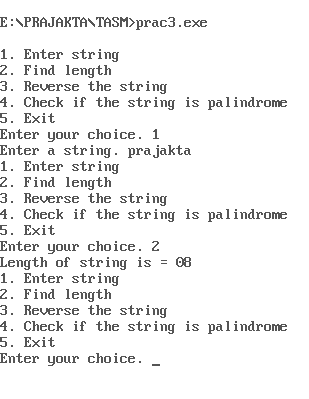 E:\PRAJAKTA\TASM>prac3.exe
1. Enter string
2. Find length
3. Reverse the string
4. Check if the string is palindrome
5. Exit
Enter your choice. 1
Enter a string. prajakta
1. Enter string
2. Find length
3. Reverse the string
4. Check if the string is palindrome
5. Exit
Enter your choice. 2
Length of string is = 08
1. Enter string
2. Find length
3. Reverse the string
4. Check if the string is palindrome
5. Exit
Enter your choice. _